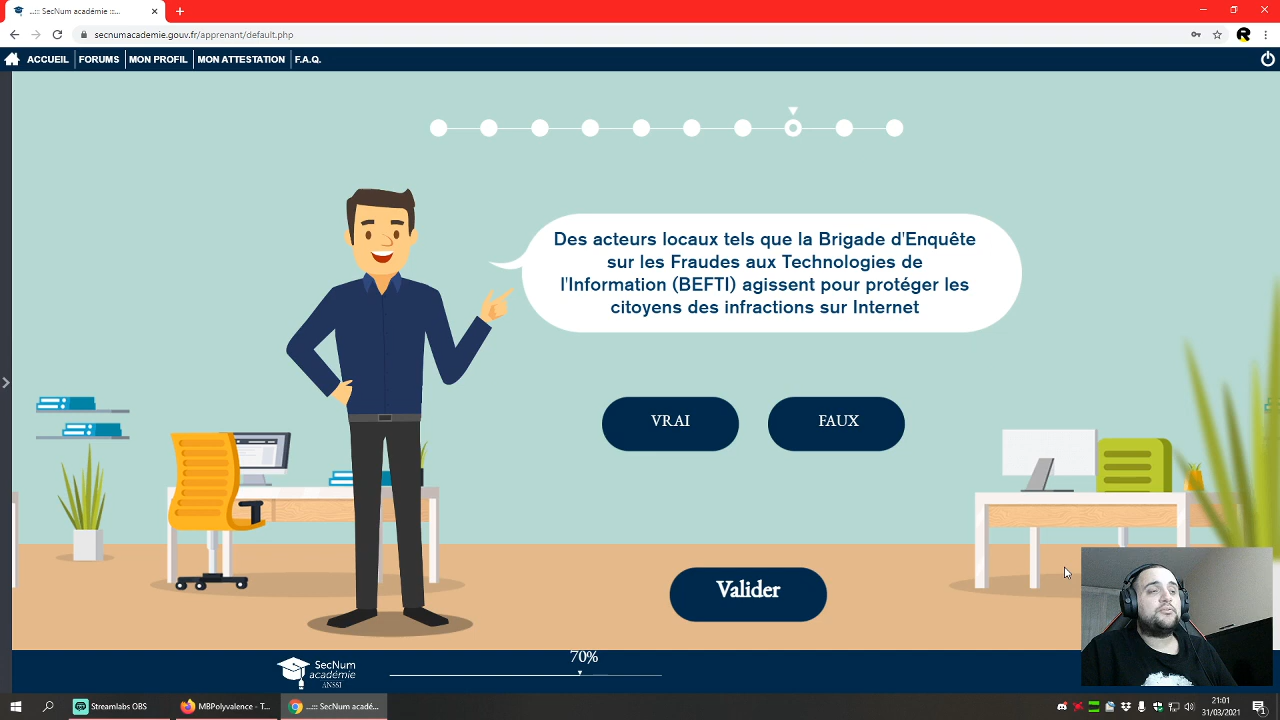 ..:: SecNum académie ::...
secnumacademie.gouv.fr/apprenant/default.php
ACCUEIL FORUMS MON PROFIL MON ATTESTATION F.A.Q.
Des acteurs locaux tels que la Brigade d'Enquête
sur les Fraudes aux Technologies de
l'Information (BEFTI) agissent pour protéger les
citoyens des infractions sur Internet
VRAI FAUX
Valider
70%
SecNum
académie
ANSSI
Streamlabs OBS MBPolyvalence - T... ..:: SecNum acadé...
21:01
31/03/2021